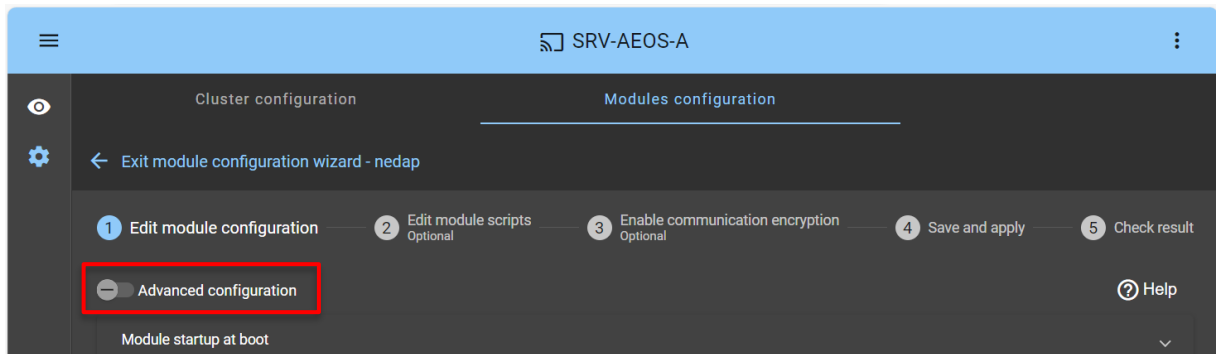 SRV-AEOS-A
Cluster configuration
Modules configuration
Exit module configuration wizard - nedap
1 Edit module configuration
2 Edit module scripts
Optional
3 Enable communication encryption
Optional
4 Save and apply
5 Check result
Advanced configuration
? Help
Module startup at boot